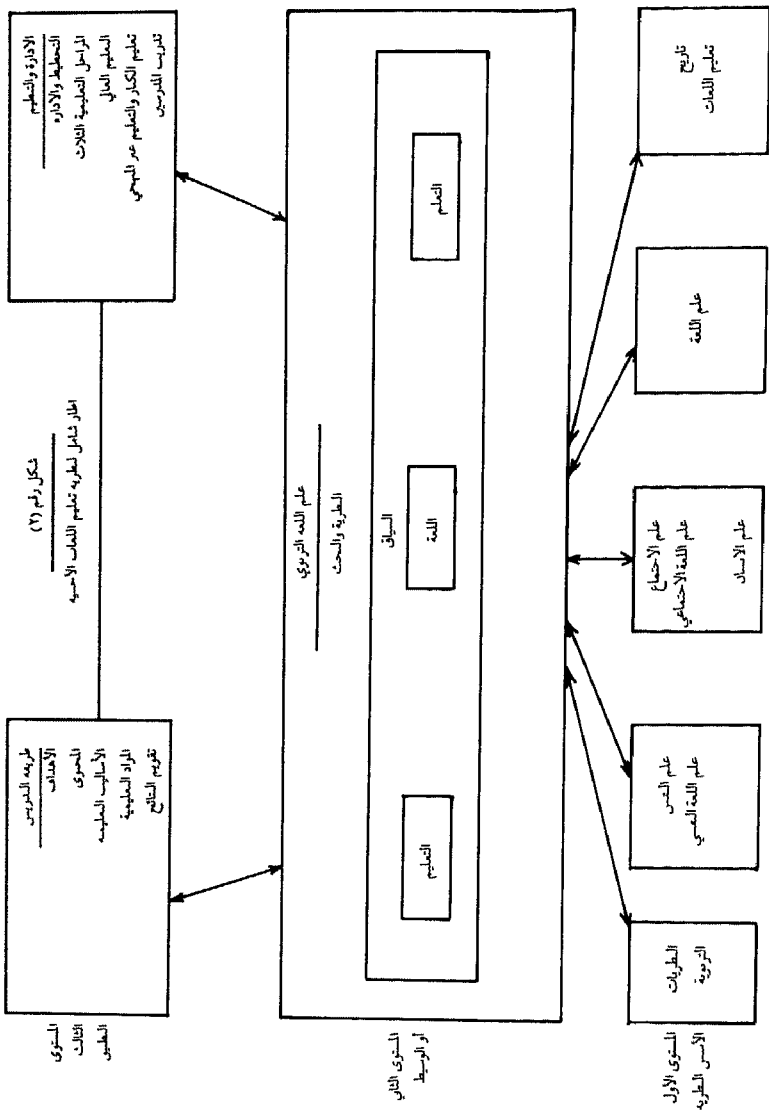 شكل رقم (٢)
إطار شامل لنظرية تعليم اللغات الأجنبية
المستوى
الثالث
التطبيق
طريقة التدريس
الأهداف
المحتوى
الأساليب التعليمية
المواد التعليمية
تقويم النتائج
الإدارة والتنظيم
التخطيط والإدارة
المراحل التعليمية الثلاث
التعليم العالي
تعليم الكبار والتعليم غير المنهجي
تدريب المدرسين
المستوى الثاني
أو الوسيط
علم اللغة التربوي
النظرية والبحث
السياق
التعلم
اللغة
التعليم
المستوى الأول
الأسس النظرية
تاريخ
تعليم اللغات
علم اللغة
علم الاجتماع
علم اللغة الاجتماعي
علم الانسان
علم النفس
علم اللغة النفسي
النظريات
التربوية